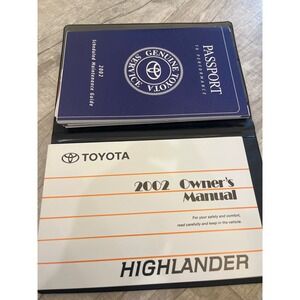 PASSPORT
TO PERFORMANCE
GENUINE TOYOTA
SERVICE
2002
Scheduled Maintenance Guide
TOYOTA
2002 Owner's
Manual
For your safety and comfort,
read carefully and keep in the vehicle.
HIGHLANDER